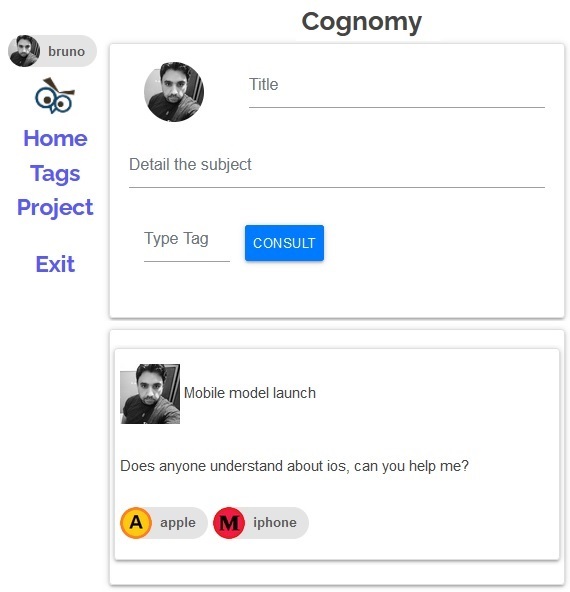 Cognomy
bruno
Home
Tags
Project
Exit
Title
Detail the subject
Type Tag
CONSULT
Mobile model launch
Does anyone understand about ios, can you help me?
A apple M iphone